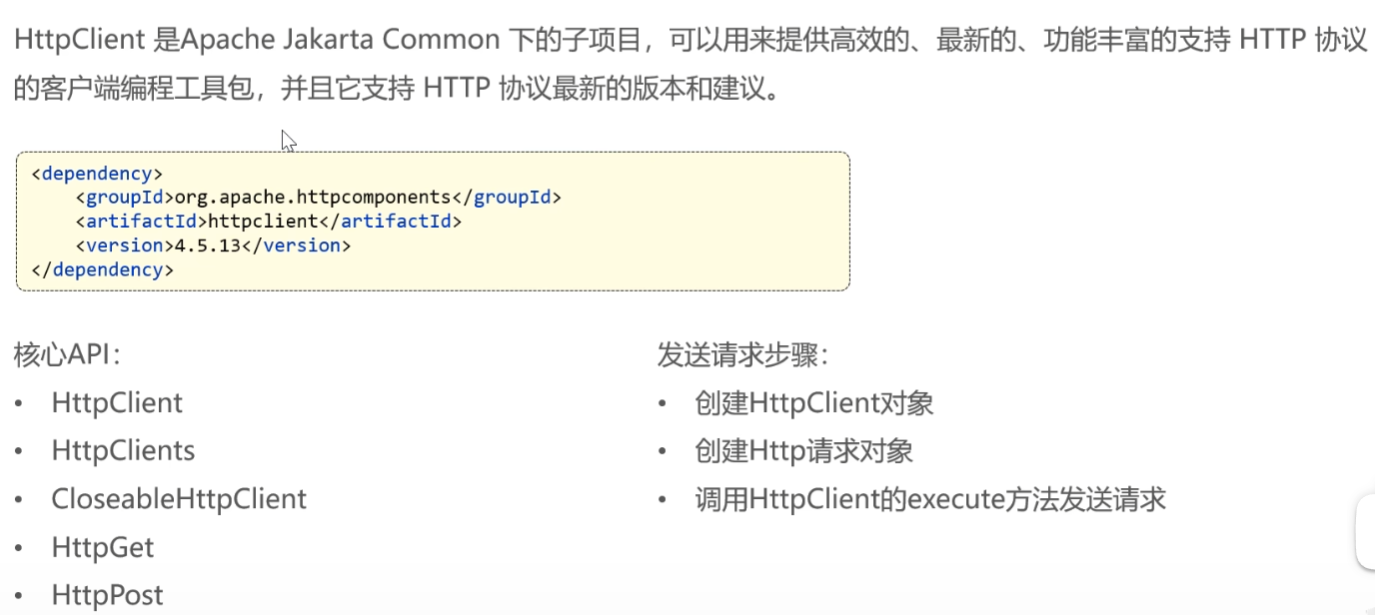 HttpClient 是Apache Jakarta Common 下的子项目，可以用来提供高效的、最新的、功能丰富的支持 HTTP 协议
的客户端编程工具包，并且它支持 HTTP 协议最新的版本和建议。
<dependency>
    <groupId>org.apache.httpcomponents</groupId>
    <artifactId>httpclient</artifactId>
    <version>4.5.13</version>
</dependency>
核心API：
• HttpClient
• HttpClients
• CloseableHttpClient
• HttpGet
• HttpPost
发送请求步骤：
• 创建HttpClient对象
• 创建Http请求对象
• 调用HttpClient的execute方法发送请求